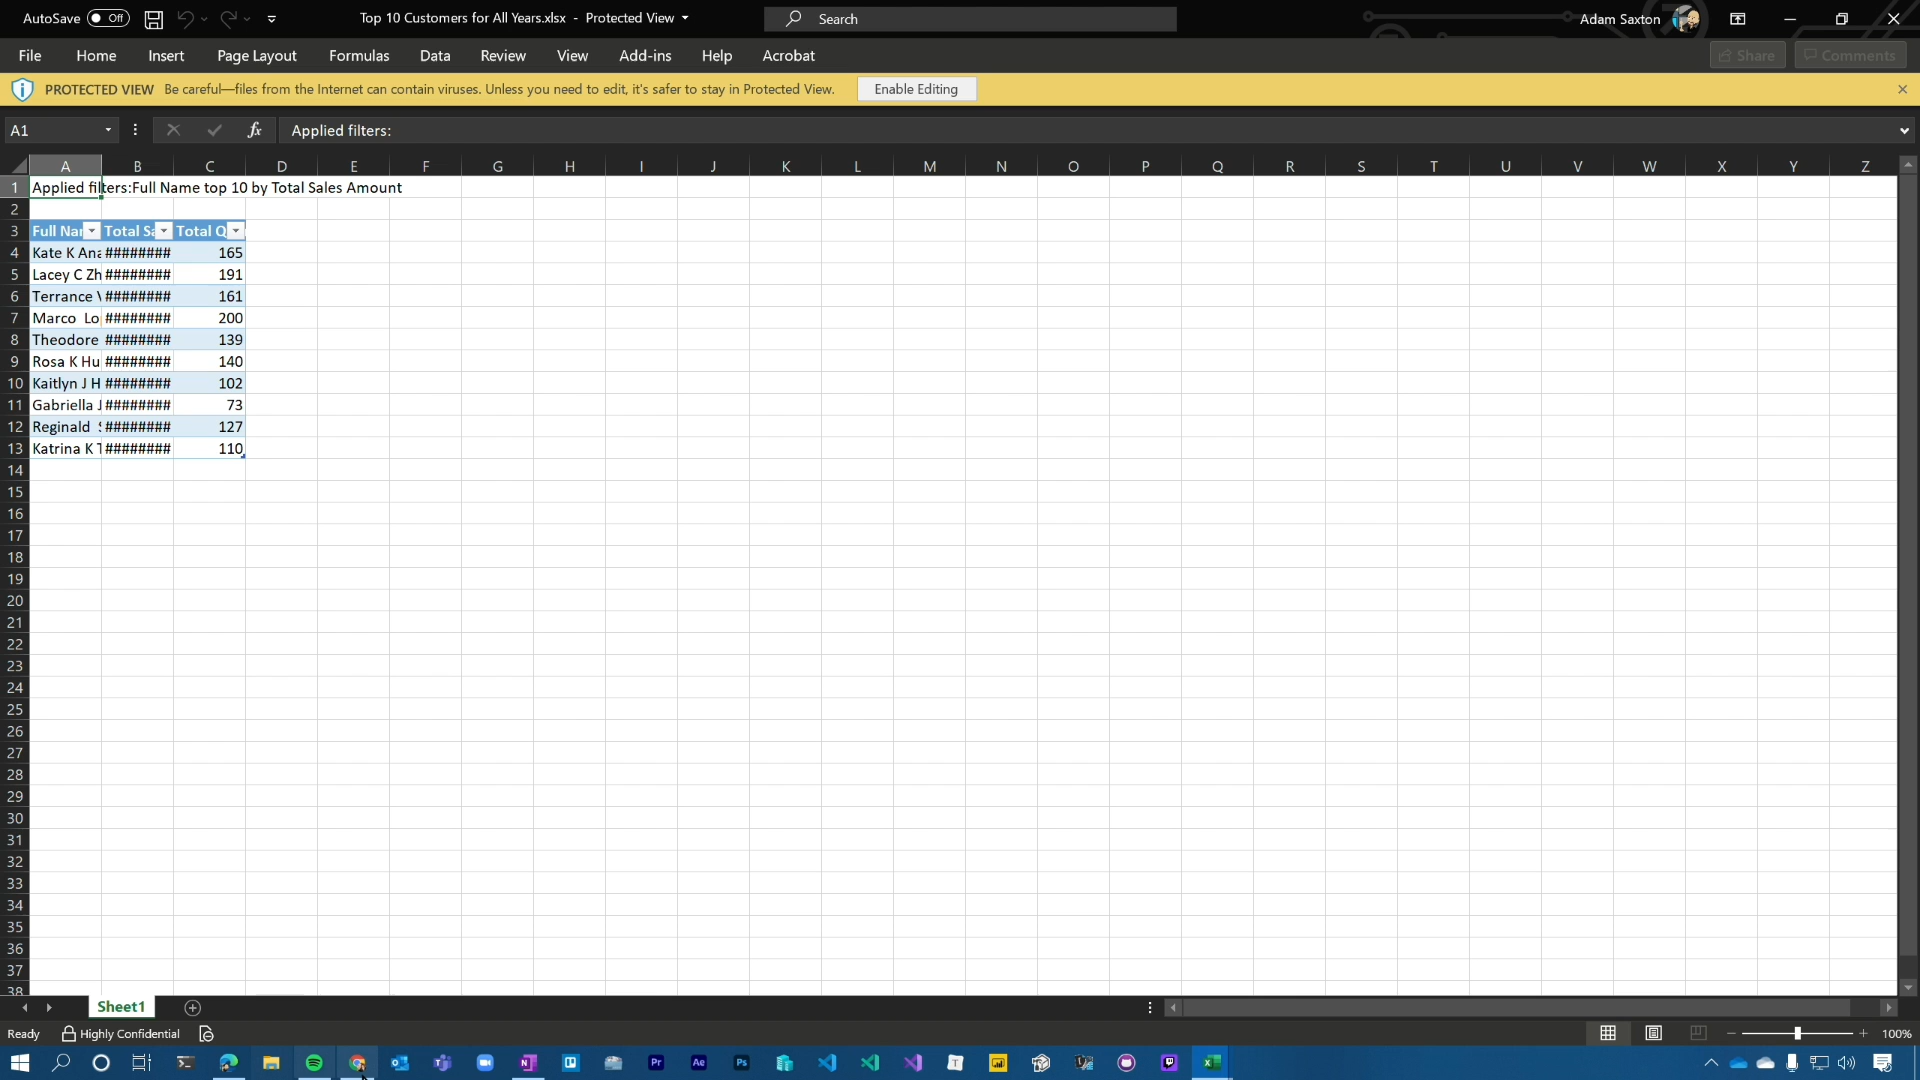 AutoSave Off Top 10 Customers for All Years.xlsx - Protected View Search Adam Saxton
File Home Insert Page Layout Formulas Data Review View Add-ins Help Acrobat Share Comments
PROTECTED VIEW Be careful—files from the Internet can contain viruses. Unless you need to edit, it's safer to stay in Protected View. Enable Editing
A1 fx Applied filters:
A B C D E F G H I J K L M N O P Q R S T U V W X Y Z
1 Applied filters:Full Name top 10 by Total Sales Amount
2
3 Full Nar Total Sa Total Q
4 Kate K Ana ######## 165
5 Lacey C Zh ######## 191
6 Terrance ######## 161
7 Marco Lo ######## 200
8 Theodore ######## 139
9 Rosa K Hu ######## 140
10 Kaitlyn J H ######## 102
11 Gabriella J ######## 73
12 Reginald ######## 127
13 Katrina K T ######## 110
14
15
16
17
18
19
20
21
22
23
24
25
26
27
28
29
30
31
32
33
34
35
36
37
38
Sheet1
Ready Highly Confidential 100%
Pr Ae Ps